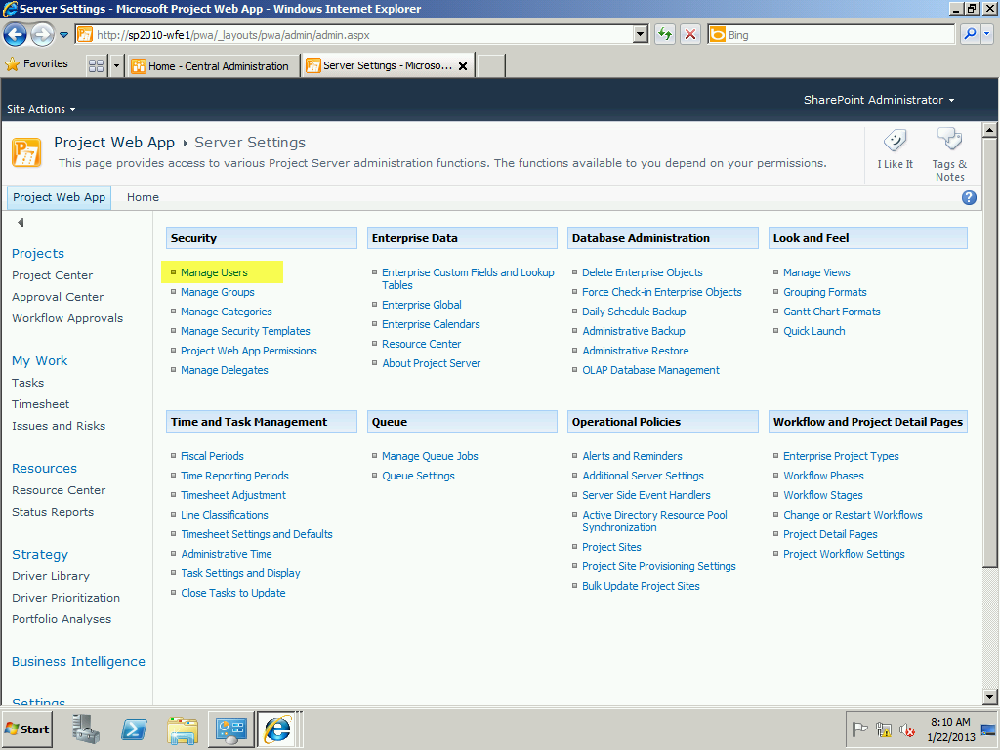 Server Settings - Microsoft Project Web App - Windows Internet Explorer
http://sp2010-wfe1/pwa/_layouts/pwa/admin/admin.aspx
Bing
Favorites
Home - Central Administration
Server Settings - Microso...
Site Actions
SharePoint Administrator
Project Web App
Server Settings
This page provides access to various Project Server administration functions. The functions available to you depend on your permissions.
I Like It
Tags &
Notes
Project Web App
Home
Projects
Project Center
Approval Center
Workflow Approvals
My Work
Tasks
Timesheet
Issues and Risks
Resources
Resource Center
Status Reports
Strategy
Driver Library
Driver Prioritization
Portfolio Analyses
Business Intelligence
Settings
Security
Manage Users
Manage Groups
Manage Categories
Manage Security Templates
Project Web App Permissions
Manage Delegates
Enterprise Data
Enterprise Custom Fields and Lookup
Tables
Enterprise Global
Enterprise Calendars
Resource Center
About Project Server
Database Administration
Delete Enterprise Objects
Force Check-in Enterprise Objects
Daily Schedule Backup
Administrative Backup
Administrative Restore
OLAP Database Management
Look and Feel
Manage Views
Grouping Formats
Gantt Chart Formats
Quick Launch
Time and Task Management
Fiscal Periods
Time Reporting Periods
Timesheet Adjustment
Line Classifications
Timesheet Settings and Defaults
Administrative Time
Task Settings and Display
Close Tasks to Update
Queue
Manage Queue Jobs
Queue Settings
Operational Policies
Alerts and Reminders
Additional Server Settings
Server Side Event Handlers
Active Directory Resource Pool
Synchronization
Project Sites
Project Site Provisioning Settings
Bulk Update Project Sites
Workflow and Project Detail Pages
Enterprise Project Types
Workflow Phases
Workflow Stages
Change or Restart Workflows
Project Detail Pages
Project Workflow Settings
Start
8:10 AM
1/22/2013